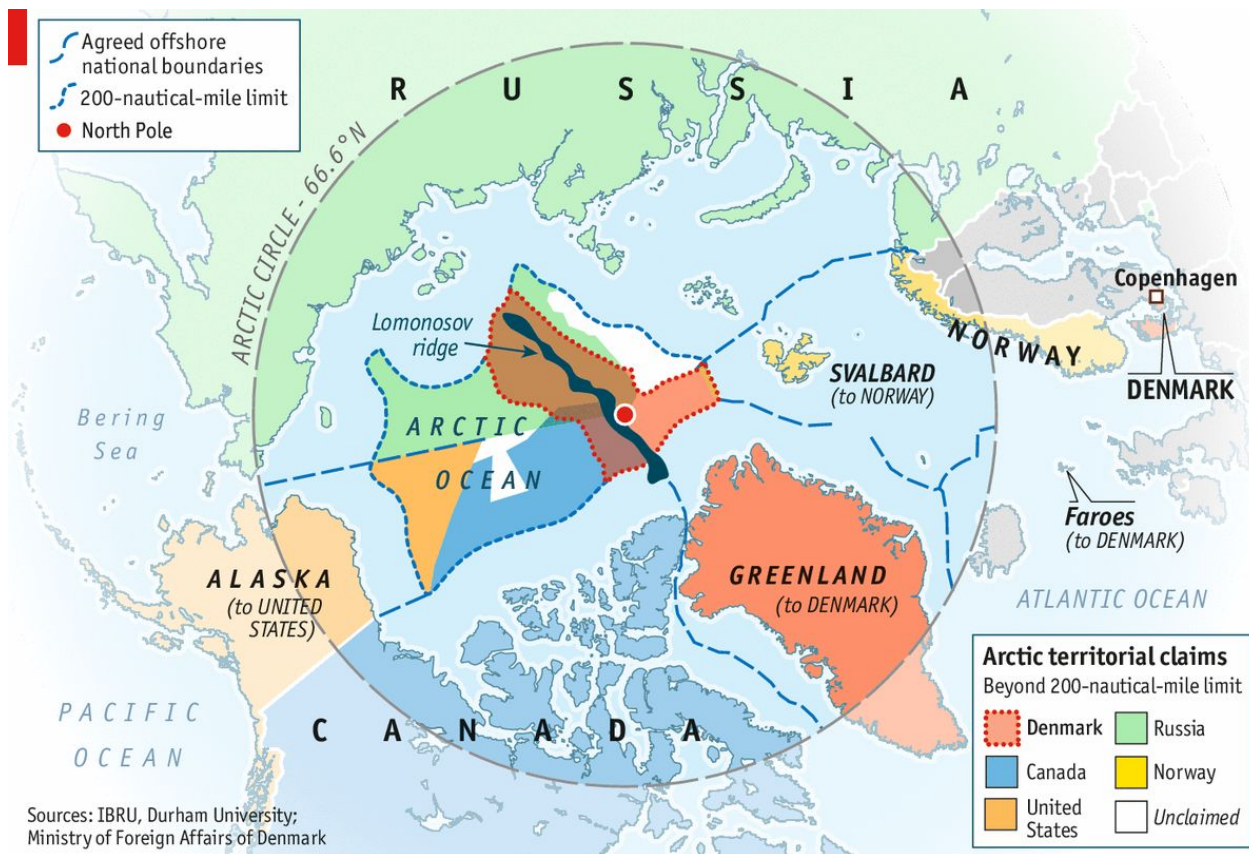 Agreed offshore
national boundaries
200-nautical-mile limit
North Pole
RUSSIA
ARCTIC CIRCLE - 66.6°N
Lomonosov
ridge
ARCTIC
OCEAN
Bering
Sea
SVALBARD
(to NORWAY)
NORWAY
Copenhagen
DENMARK
Faroes
(to DENMARK)
ALASKA
(to UNITED
STATES)
GREENLAND
(to DENMARK)
ATLANTIC OCEAN
PACIFIC
OCEAN
CANADA
Arctic territorial claims
Beyond 200-nautical-mile limit
Denmark
Russia
Canada
Norway
United
States
Unclaimed
Sources: IBRU, Durham University;
Ministry of Foreign Affairs of Denmark